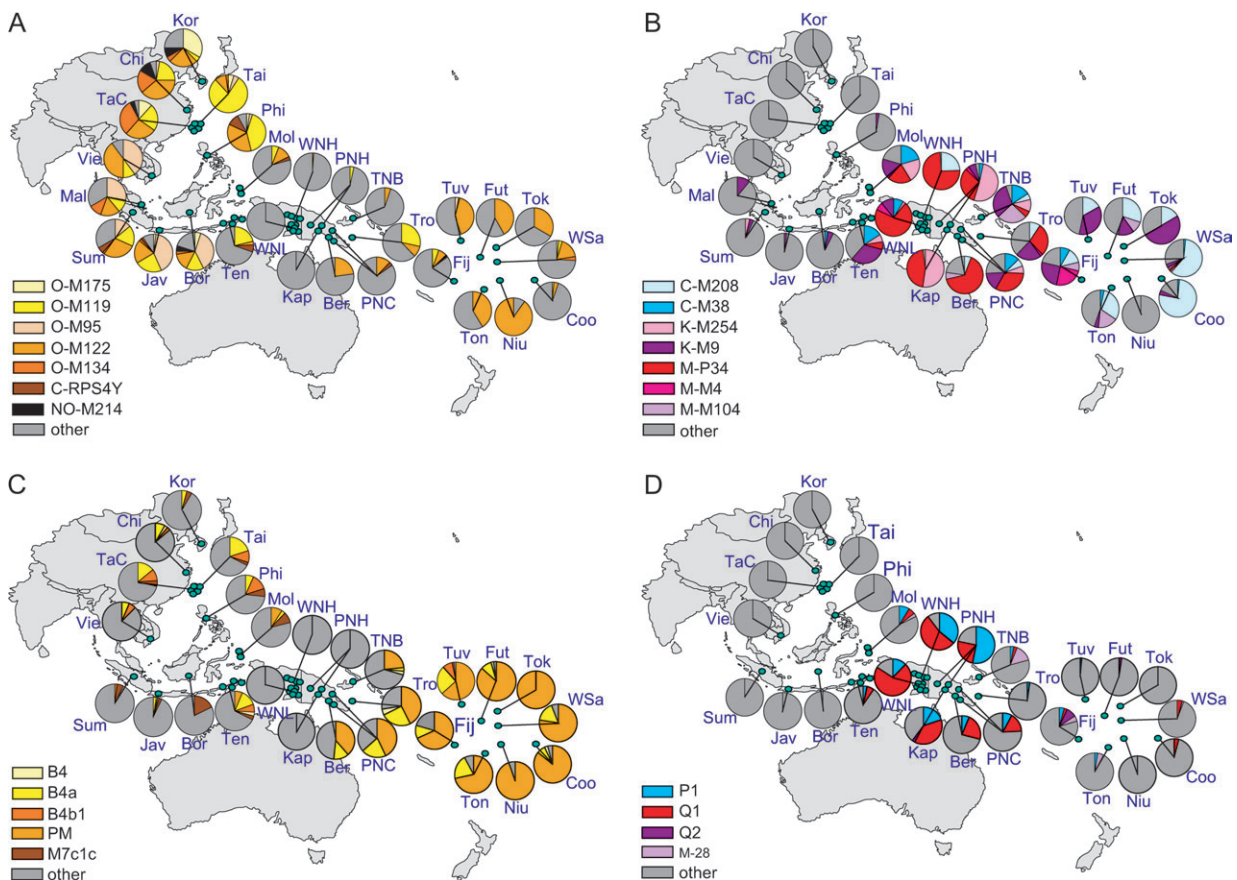 A
Kor
Chi
Tai
TaC
Phi
Mol
WNH
PNH
TNB
Vie
Mal
Tuv
Fut
Tok
Tro
WSa
Sum
Jav
Bor
Ten
WNL
Kap
Ber
PNC
Fij
Ton
Niu
Coo
O-M175
O-M119
O-M95
O-M122
O-M134
C-RPS4Y
NO-M214
other
B
Kor
Chi
Tai
TaC
Phi
Mol
WNH
PNH
TNB
Vie
Mal
Tuv
Fut
Tok
Tro
WSa
Sum
Jav
Bor
Ten
WNL
Kap
Ber
PNC
Fij
Ton
Niu
Coo
C-M208
C-M38
K-M254
K-M9
M-P34
M-M4
M-M104
other
C
Kor
Chi
Tai
TaC
Phi
Mol
WNH
PNH
TNB
Vie
Tuv
Fut
Tok
Tro
WSa
Sum
Jav
Bor
Ten
WNL
Kap
Ber
PNC
Fij
Ton
Niu
Coo
B4
B4a
B4b1
PM
M7c1c
other
D
Kor
Chi
Tai
TaC
Phi
Mol
WNH
PNH
TNB
Vie
Tuv
Fut
Tok
Tro
WSa
Sum
Jav
Bor
Ten
WNL
Kap
Ber
PNC
Fij
Ton
Niu
Coo
P1
Q1
Q2
M-28
other